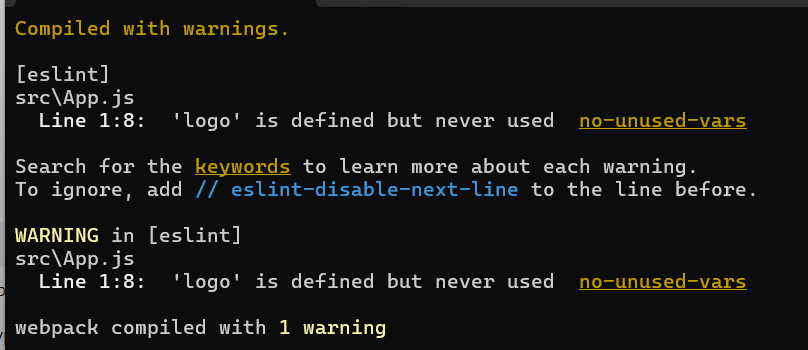 Compiled with warnings.
[eslint]
src\App.js
Line 1:8: 'logo' is defined but never used no-unused-vars
Search for the keywords to learn more about each warning.
To ignore, add // eslint-disable-next-line to the line before.
WARNING in [eslint]
src\App.js
Line 1:8: 'logo' is defined but never used no-unused-vars
webpack compiled with 1 warning